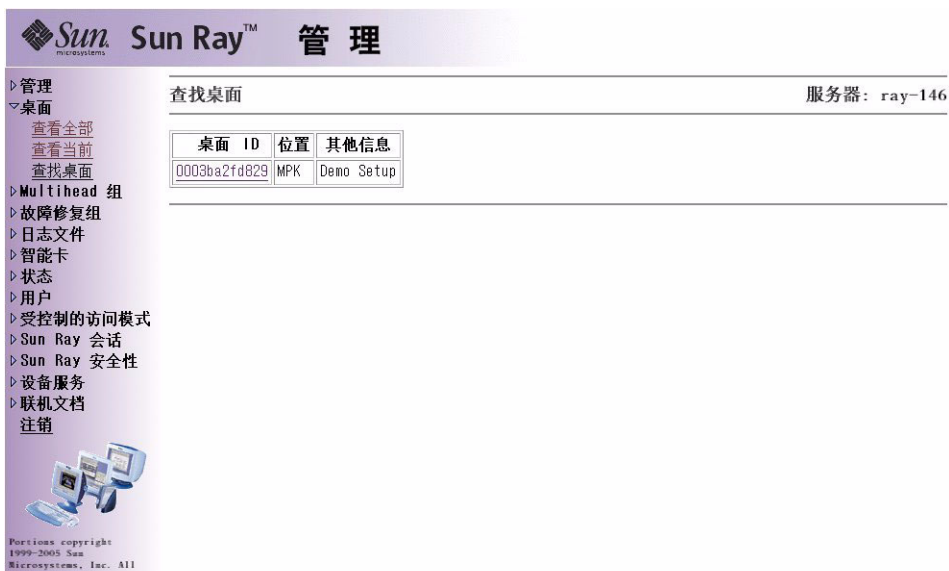 Sun Sun Ray™ 管 理
microsystems
▷管理
▽桌面
查看全部
查看当前
查找桌面
▷Multihead 组
▷故障修复组
▷日志文件
▷智能卡
▷状态
▷用户
▷受控制的访问模式
▷Sun Ray 会话
▷Sun Ray 安全性
▷设备服务
▷联机文档
注销
Portions copyright
1999-2005 Sun
Microsystems, Inc. All
查找桌面 服务器: ray-146
桌面 ID 位置 其他信息
0003ba2fd829 MPK Demo Setup